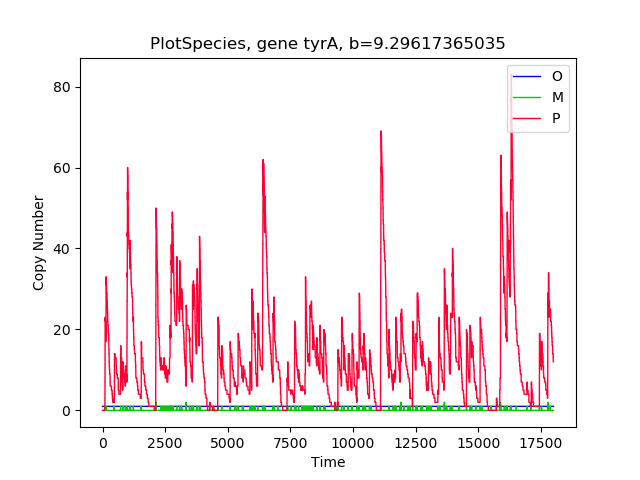 PlotSpecies, gene tyrA, b=9.29617365035
O
M
P
80
60
40
20
0
Copy Number
0 2500 5000 7500 10000 12500 15000 17500
Time